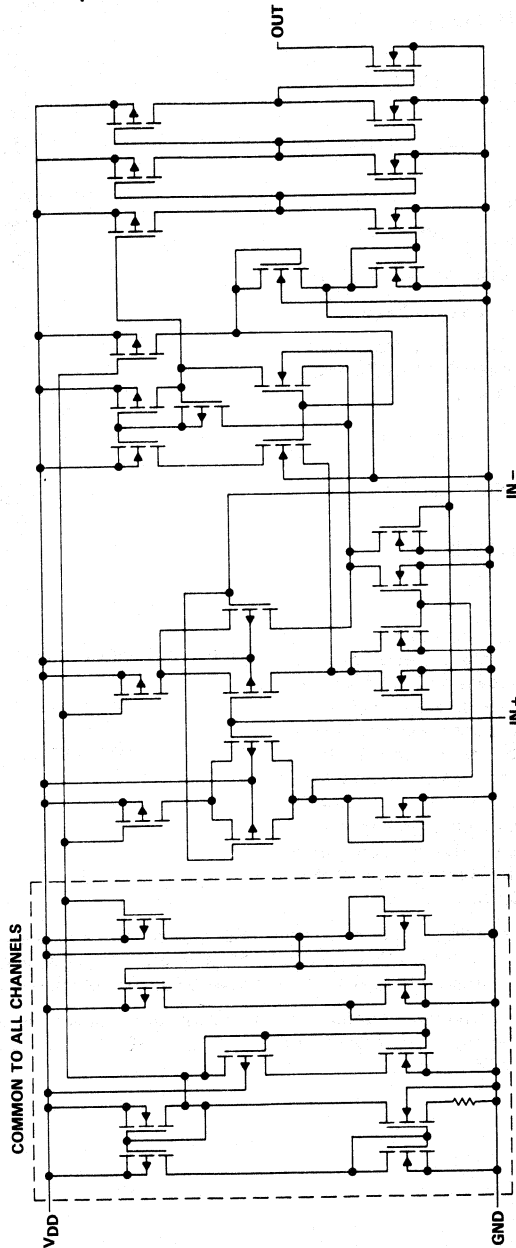 COMMON TO ALL CHANNELS
VDD
OUT
GND
IN +
IN −